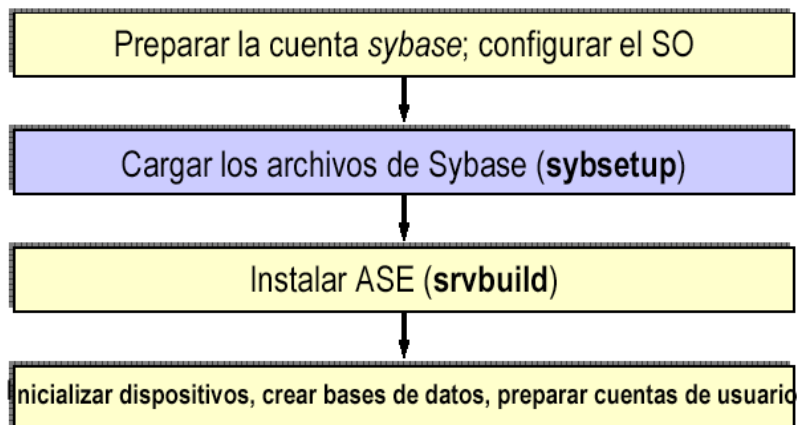 Preparar la cuenta sybase; configurar el SO
Cargar los archivos de Sybase (sybsetup)
Instalar ASE (srvbuild)
Inicializar dispositivos, crear bases de datos, preparar cuentas de usuario